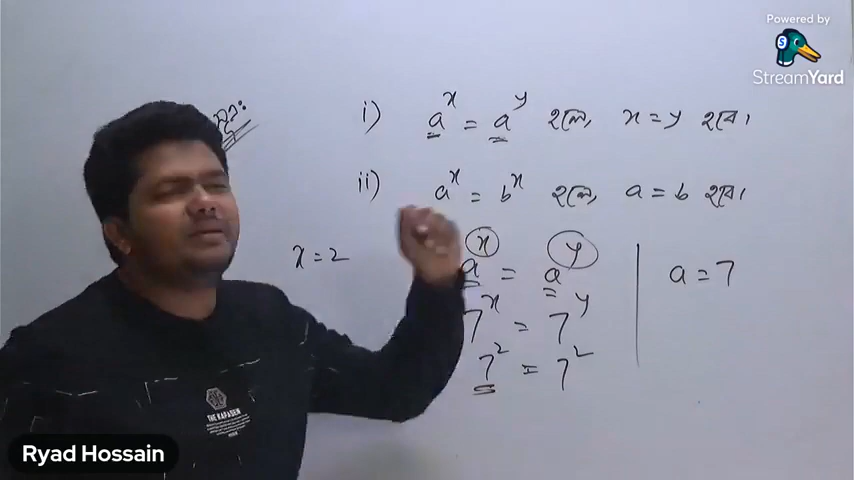 Powered by
StreamYard
সূত্র:
i) a^x = a^y হলে, x = y হবে।
ii) a^x = b^x হলে, a = b হবে।
x = 2
a^x = a^y
a = 7
7^x = 7^y
7^2 = 7^2
THE RAPADEN
Ryad Hossain